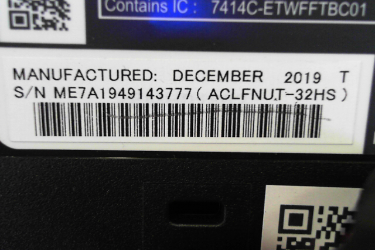 Contains IC : 7414C-ETWFFTBC01
MANUFACTURED: DECEMBER 2019 T
S/N ME7A1949143777 ( ACLFNUT-32HS )